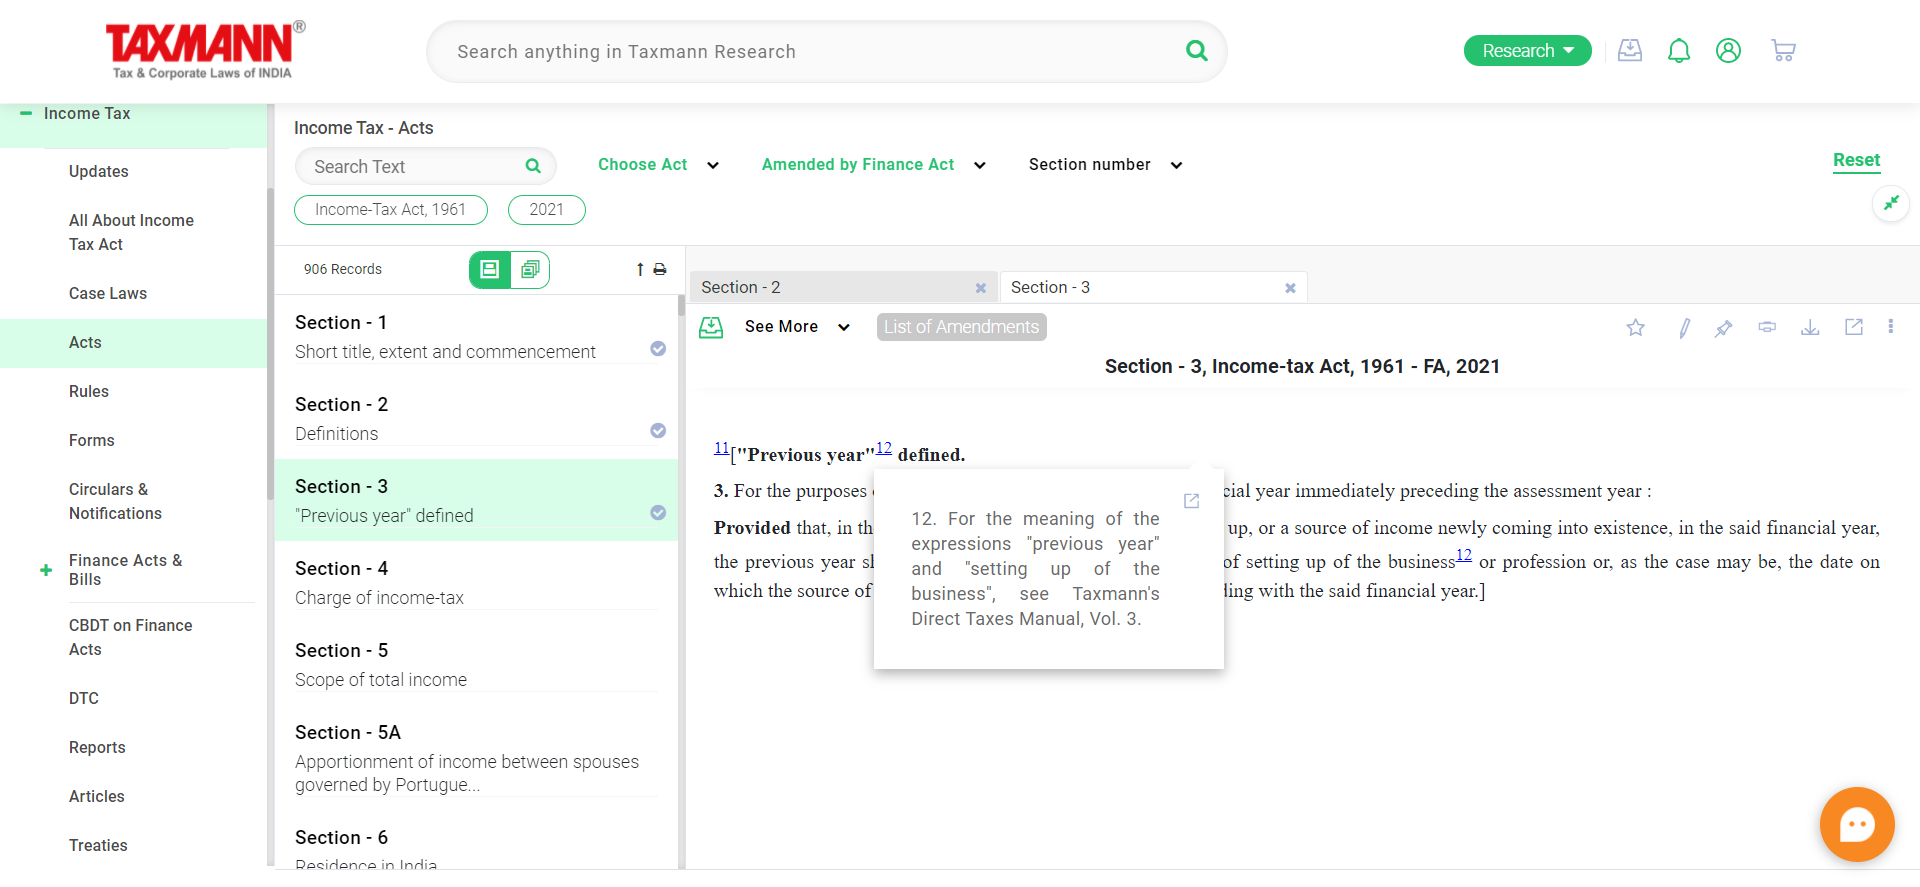 TAXMANN®
Tax & Corporate Laws of INDIA
Search anything in Taxmann Research
Research
Income Tax
Updates
All About Income
Tax Act
Case Laws
Acts
Rules
Forms
Circulars &
Notifications
Finance Acts &
Bills
CBDT on Finance
Acts
DTC
Reports
Articles
Treaties
Income Tax - Acts
Search Text
Choose Act
Amended by Finance Act
Section number
Reset
Income-Tax Act, 1961
2021
906 Records
Section - 1
Short title, extent and commencement
Section - 2
Definitions
Section - 3
"Previous year" defined
Section - 4
Charge of income-tax
Section - 5
Scope of total income
Section - 5A
Apportionment of income between spouses
governed by Portugue...
Section - 6
Residence in India
Section - 2
Section - 3
See More
List of Amendments
Section - 3, Income-tax Act, 1961 - FA, 2021
11["Previous year"12 defined.
3. For the purposes cial year immediately preceding the assessment year :
Provided that, in th up, or a source of income newly coming into existence, in the said financial year,
the previous year sh of setting up of the business12 or profession or, as the case may be, the date on
which the source of ding with the said financial year.]
12. For the meaning of the
expressions "previous year"
and "setting up of the
business", see Taxmann's
Direct Taxes Manual, Vol. 3.